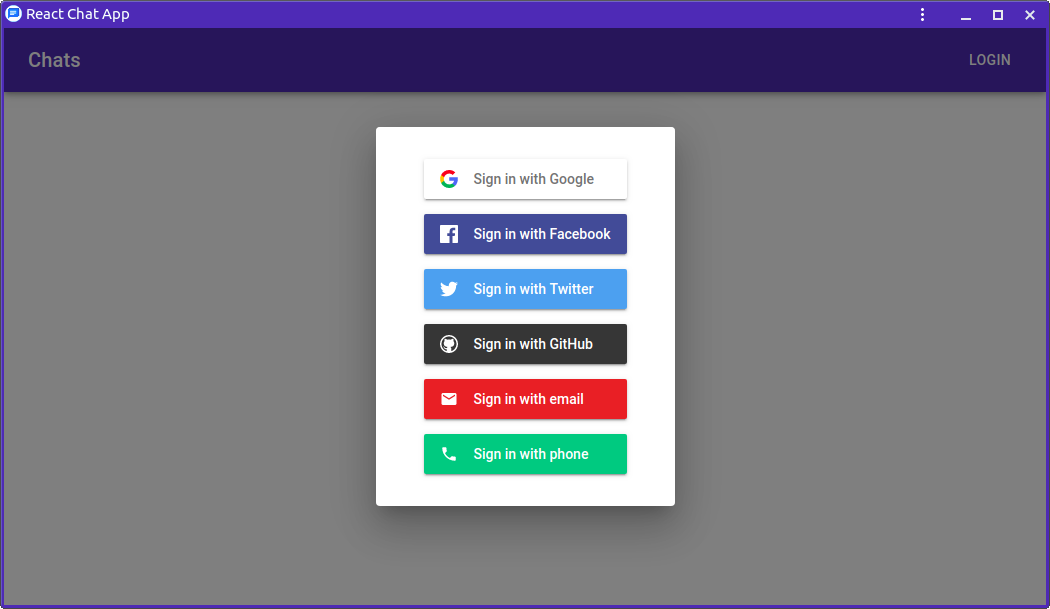 React Chat App
Chats
LOGIN
Sign in with Google
Sign in with Facebook
Sign in with Twitter
Sign in with GitHub
Sign in with email
Sign in with phone